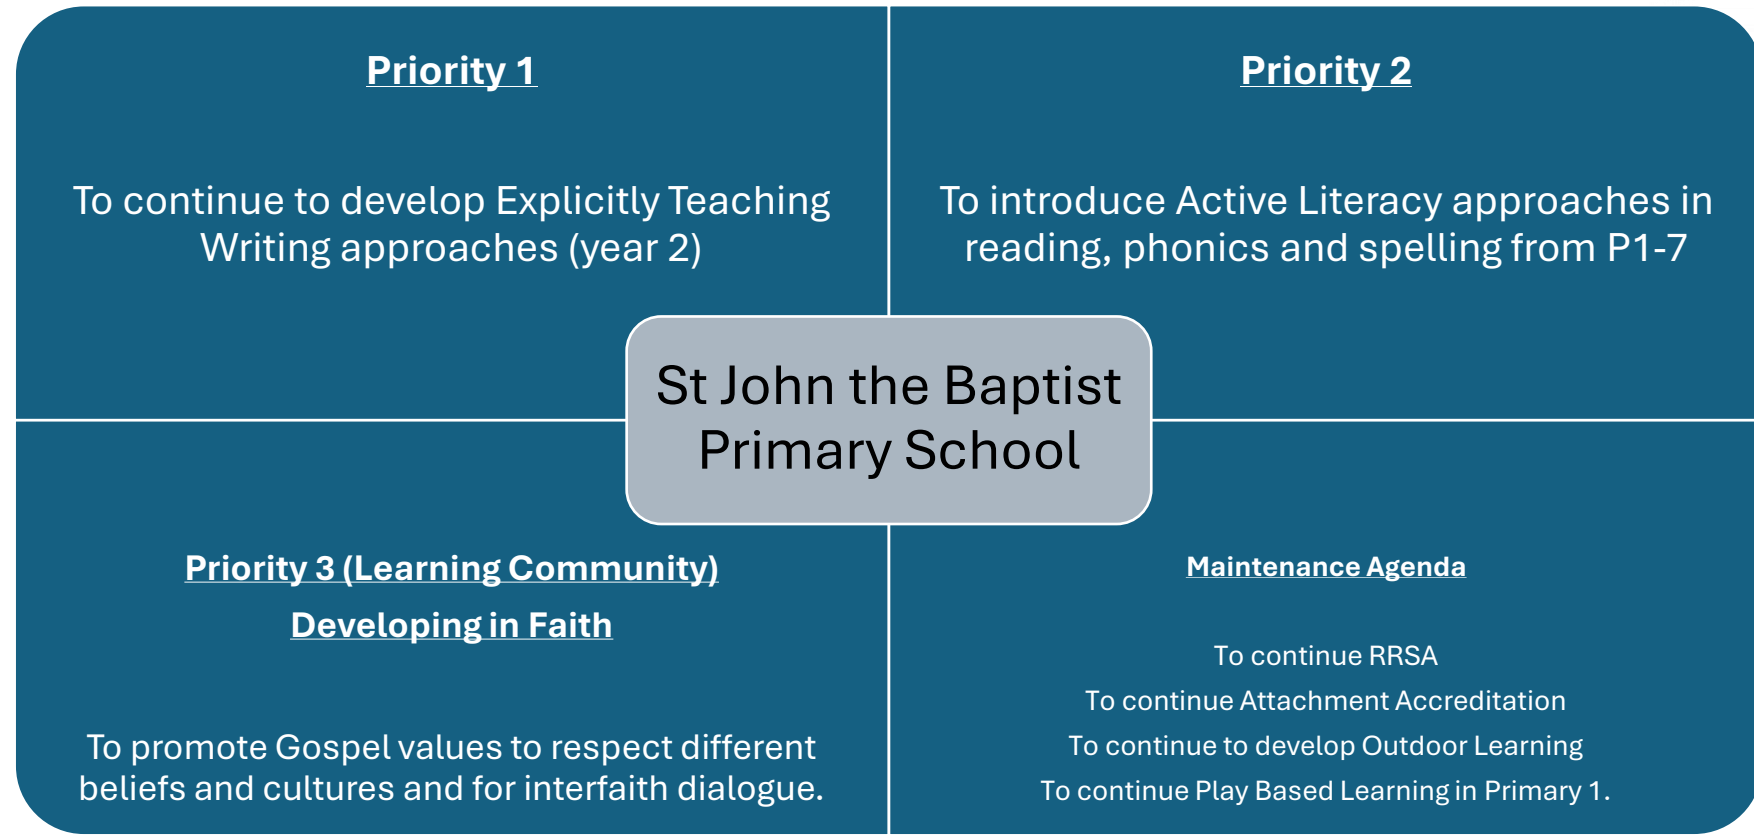 Priority 1
To continue to develop Explicitly Teaching
Writing approaches (year 2)
Priority 2
To introduce Active Literacy approaches in
reading, phonics and spelling from P1-7
St John the Baptist
Primary School
Priority 3 (Learning Community)
Developing in Faith
To promote Gospel values to respect different
beliefs and cultures and for interfaith dialogue.
Maintenance Agenda
To continue RRSA
To continue Attachment Accreditation
To continue to develop Outdoor Learning
To continue Play Based Learning in Primary 1.